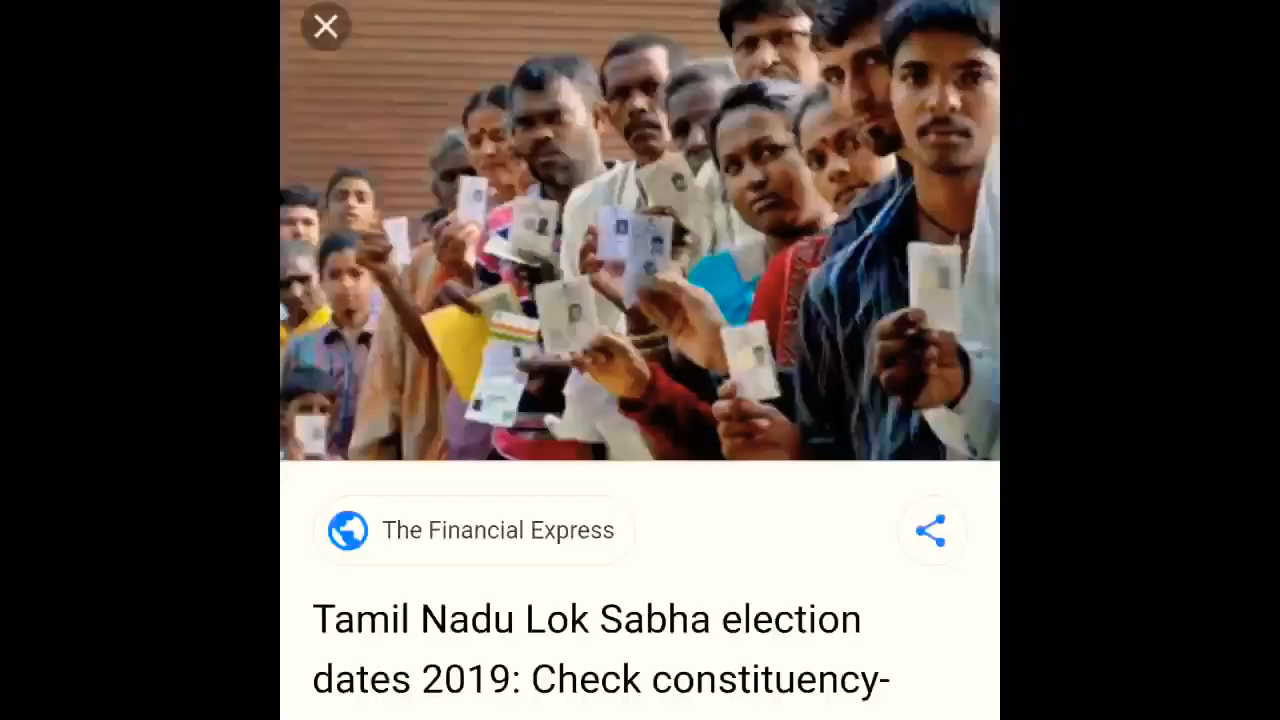 The Financial Express
Tamil Nadu Lok Sabha election
dates 2019: Check constituency-